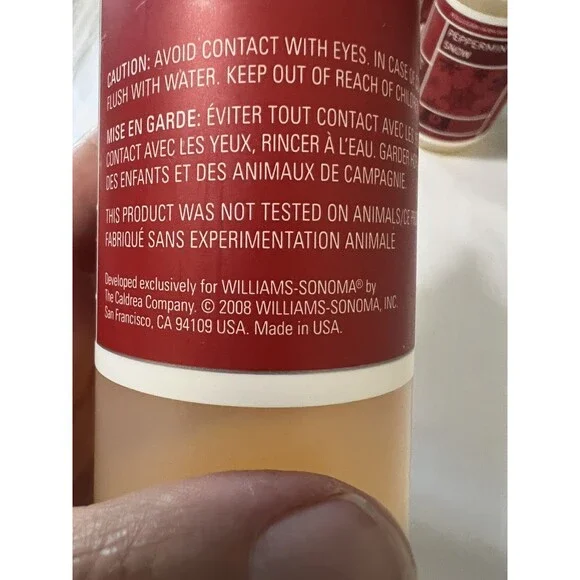 CAUTION: AVOID CONTACT WITH EYES. IN CASE OF
FLUSH WITH WATER. KEEP OUT OF REACH OF CHILDREN
MISE EN GARDE: ÉVITER TOUT CONTACT AVEC LES
CONTACT AVEC LES YEUX, RINCER À L'EAU. GARDER
DES ENFANTS ET DES ANIMAUX DE CAMPAGNIE.
THIS PRODUCT WAS NOT TESTED ON ANIMALS/CE
FABRIQUÉ SANS EXPERIMENTATION ANIMALE
Developed exclusively for WILLIAMS-SONOMA® by
The Caldrea Company. © 2008 WILLIAMS-SONOMA, INC.
San Francisco, CA 94109 USA. Made in USA.
PEPPERMIN
SNOW